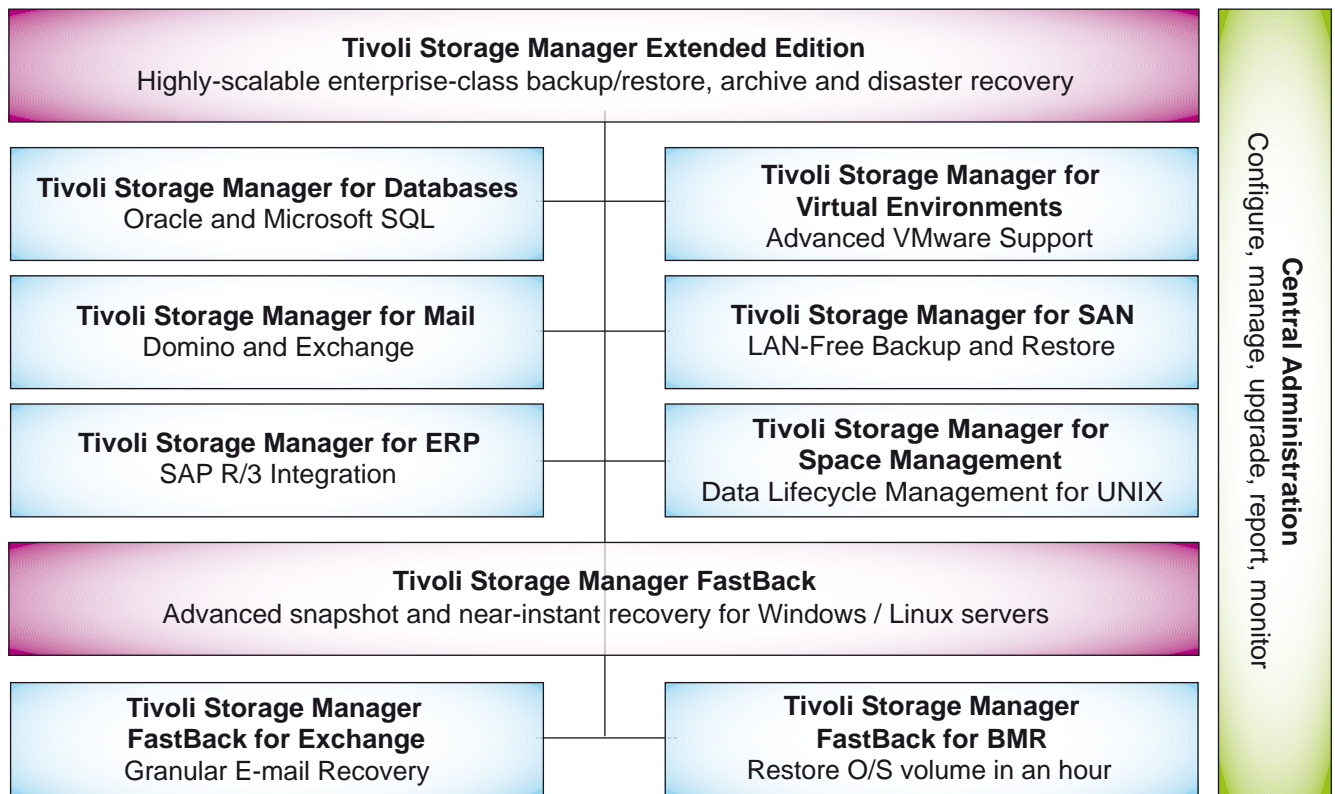 Tivoli Storage Manager Extended Edition
Highly-scalable enterprise-class backup/restore, archive and disaster recovery
Tivoli Storage Manager for Databases
Oracle and Microsoft SQL
Tivoli Storage Manager for
Virtual Environments
Advanced VMware Support
Tivoli Storage Manager for Mail
Domino and Exchange
Tivoli Storage Manager for SAN
LAN-Free Backup and Restore
Tivoli Storage Manager for ERP
SAP R/3 Integration
Tivoli Storage Manager for
Space Management
Data Lifecycle Management for UNIX
Tivoli Storage Manager FastBack
Advanced snapshot and near-instant recovery for Windows / Linux servers
Tivoli Storage Manager
FastBack for Exchange
Granular E-mail Recovery
Tivoli Storage Manager
FastBack for BMR
Restore O/S volume in an hour
Central Administration
Configure, manage, upgrade, report, monitor